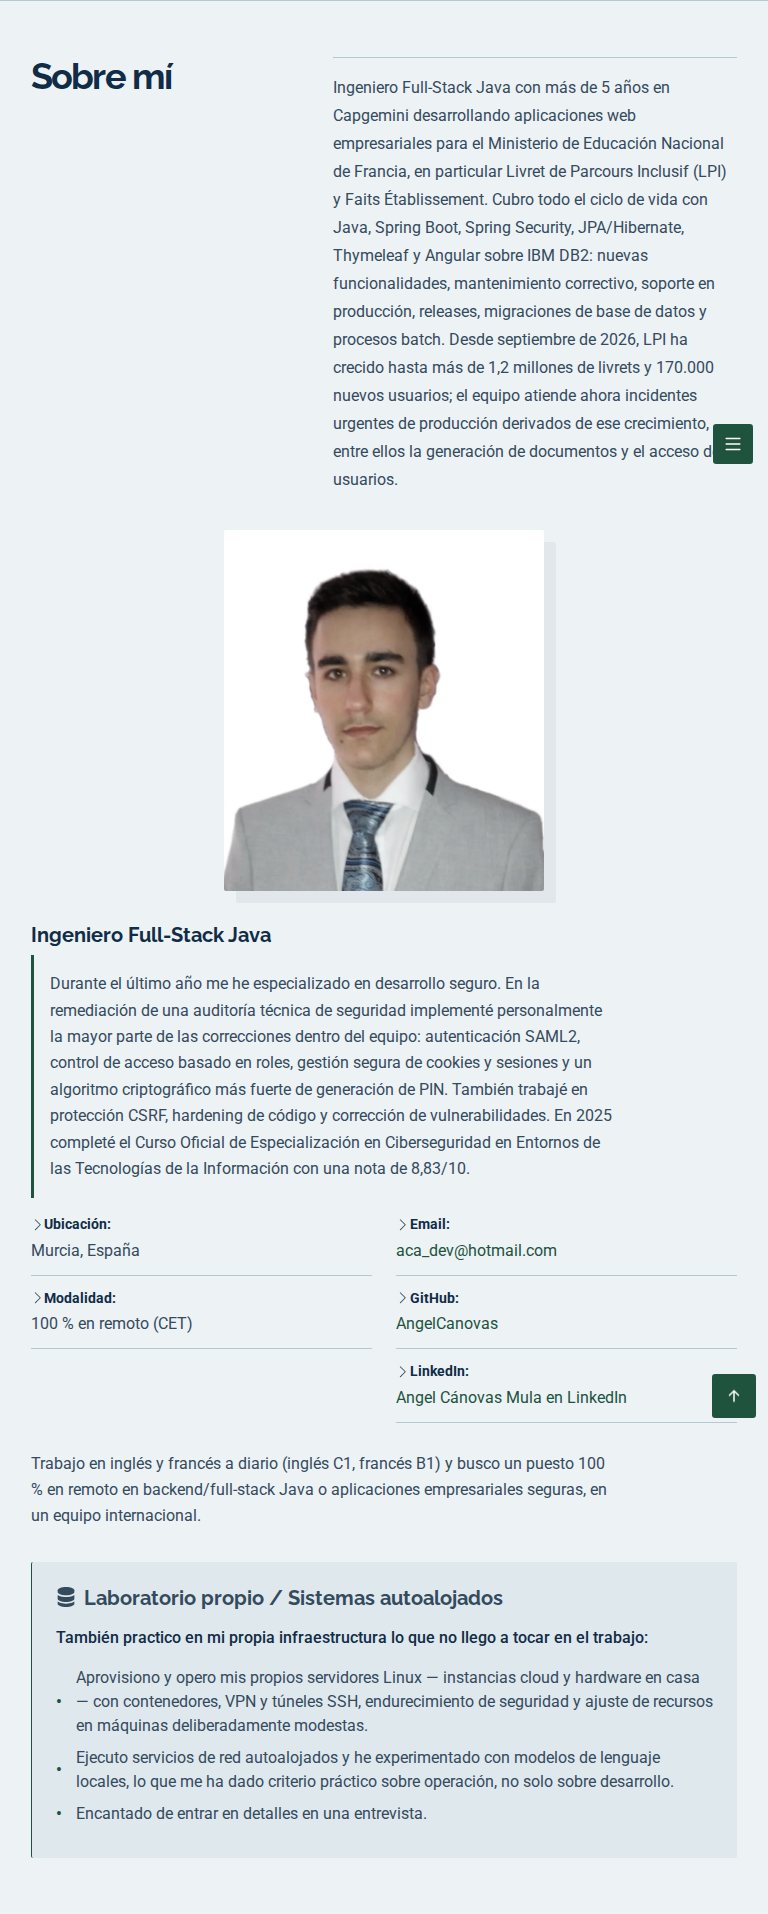 Sobre mí
Ingeniero Full-Stack Java con más de 5 años en
Capgemini desarrollando aplicaciones web
empresariales para el Ministerio de Educación Nacional
de Francia, en particular Livret de Parcours Inclusif (LPI)
y Faits Établissement. Cubro todo el ciclo de vida con
Java, Spring Boot, Spring Security, JPA/Hibernate,
Thymeleaf y Angular sobre IBM DB2: nuevas
funcionalidades, mantenimiento correctivo, soporte en
producción, releases, migraciones de base de datos y
procesos batch. Desde septiembre de 2026, LPI ha
crecido hasta más de 1,2 millones de livrets y 170.000
nuevos usuarios; el equipo atiende ahora incidentes
urgentes de producción derivados de ese crecimiento,
entre ellos la generación de documentos y el acceso
usuarios.
Ingeniero Full-Stack Java
Durante el último año me he especializado en desarrollo seguro. En la
remediación de una auditoría técnica de seguridad implementé personalmente
la mayor parte de las correcciones dentro del equipo: autenticación SAML2,
control de acceso basado en roles, gestión segura de cookies y sesiones y un
algoritmo criptográfico más fuerte de generación de PIN. También trabajé en
protección CSRF, hardening de código y corrección de vulnerabilidades. En 2025
completé el Curso Oficial de Especialización en Ciberseguridad en Entornos de
las Tecnologías de la Información con una nota de 8,83/10.
Ubicación:
Murcia, España
Modalidad:
100 % en remoto (CET)
Email:
aca_dev@hotmail.com
GitHub:
AngelCanovas
LinkedIn:
Angel Cánovas Mula en LinkedIn
Trabajo en inglés y francés a diario (inglés C1, francés B1) y busco un puesto 100
% en remoto en backend/full-stack Java o aplicaciones empresariales seguras, en
un equipo internacional.
Laboratorio propio / Sistemas autoalojados
También practico en mi propia infraestructura lo que no llego a tocar en el trabajo:
Aprovisiono y opero mis propios servidores Linux — instancias cloud y hardware en casa
• — con contenedores, VPN y túneles SSH, endurecimiento de seguridad y ajuste de recursos
en máquinas deliberadamente modestas.
• Ejecuto servicios de red autoalojados y he experimentado con modelos de lenguaje
locales, lo que me ha dado criterio práctico sobre operación, no solo sobre desarrollo.
• Encantado de entrar en detalles en una entrevista.